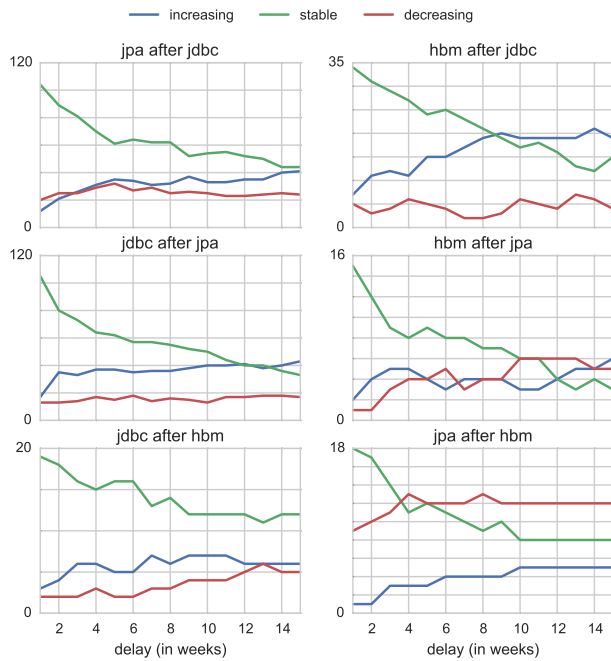 increasing stable decreasing
jpa after jdbc
120
0
hbm after jdbc
35
0
jdbc after jpa
120
0
hbm after jpa
16
0
jdbc after hbm
20
0
2 4 6 8 10 12 14
delay (in weeks)
jpa after hbm
18
0
2 4 6 8 10 12 14
delay (in weeks)